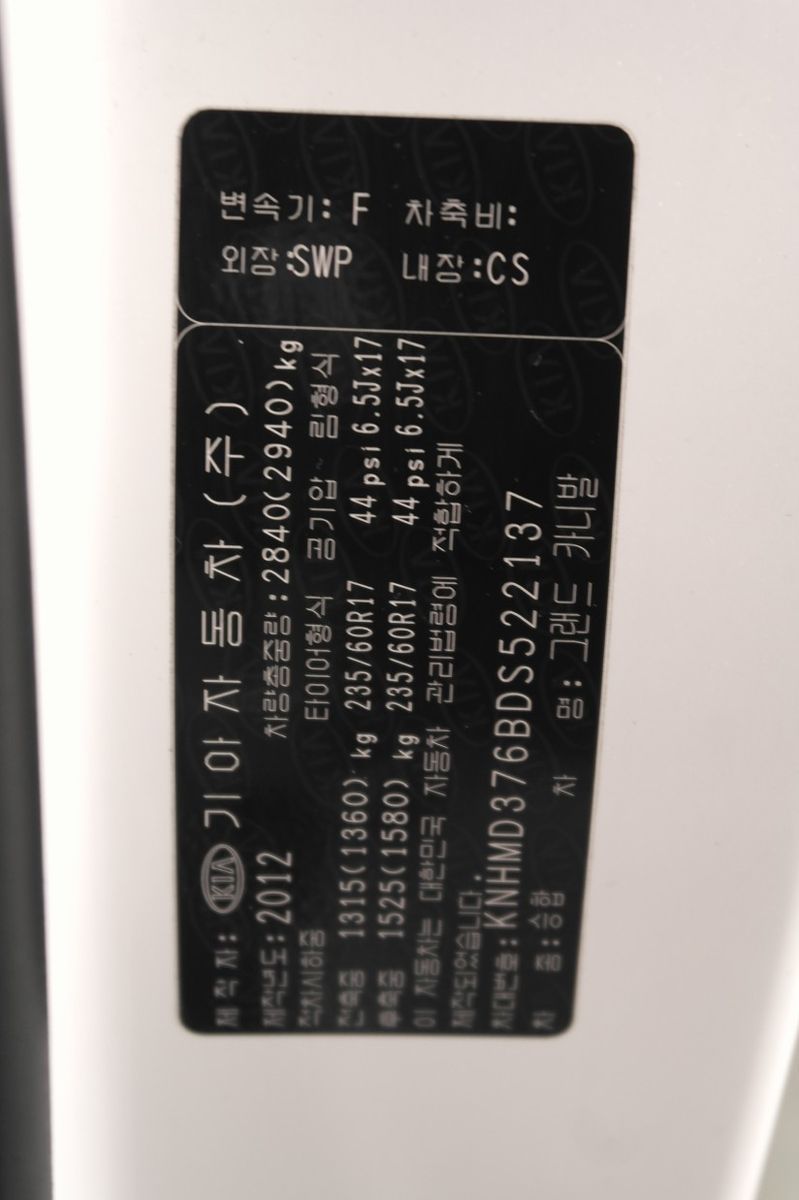 변속기: F 차축비:
외장:SWP 내장:CS
제 작 자: KIA 기아자동차(주)
제작년도:2012 차량총중량:2840(2940)kg
적차시하중 타이어형식 공기압 림형식
전축중 1315(1360) kg 235/60R17 44 psi 6.5Jx17
후축중 1525(1580) kg 235/60R17 44 psi 6.5Jx17
이 자동차는 대한민국 자동차 관리법령에 적합하게
제작되었습니다.
차대번호:KNHMD376BDS522137
차 종:승합 차 명:그랜드 카니발